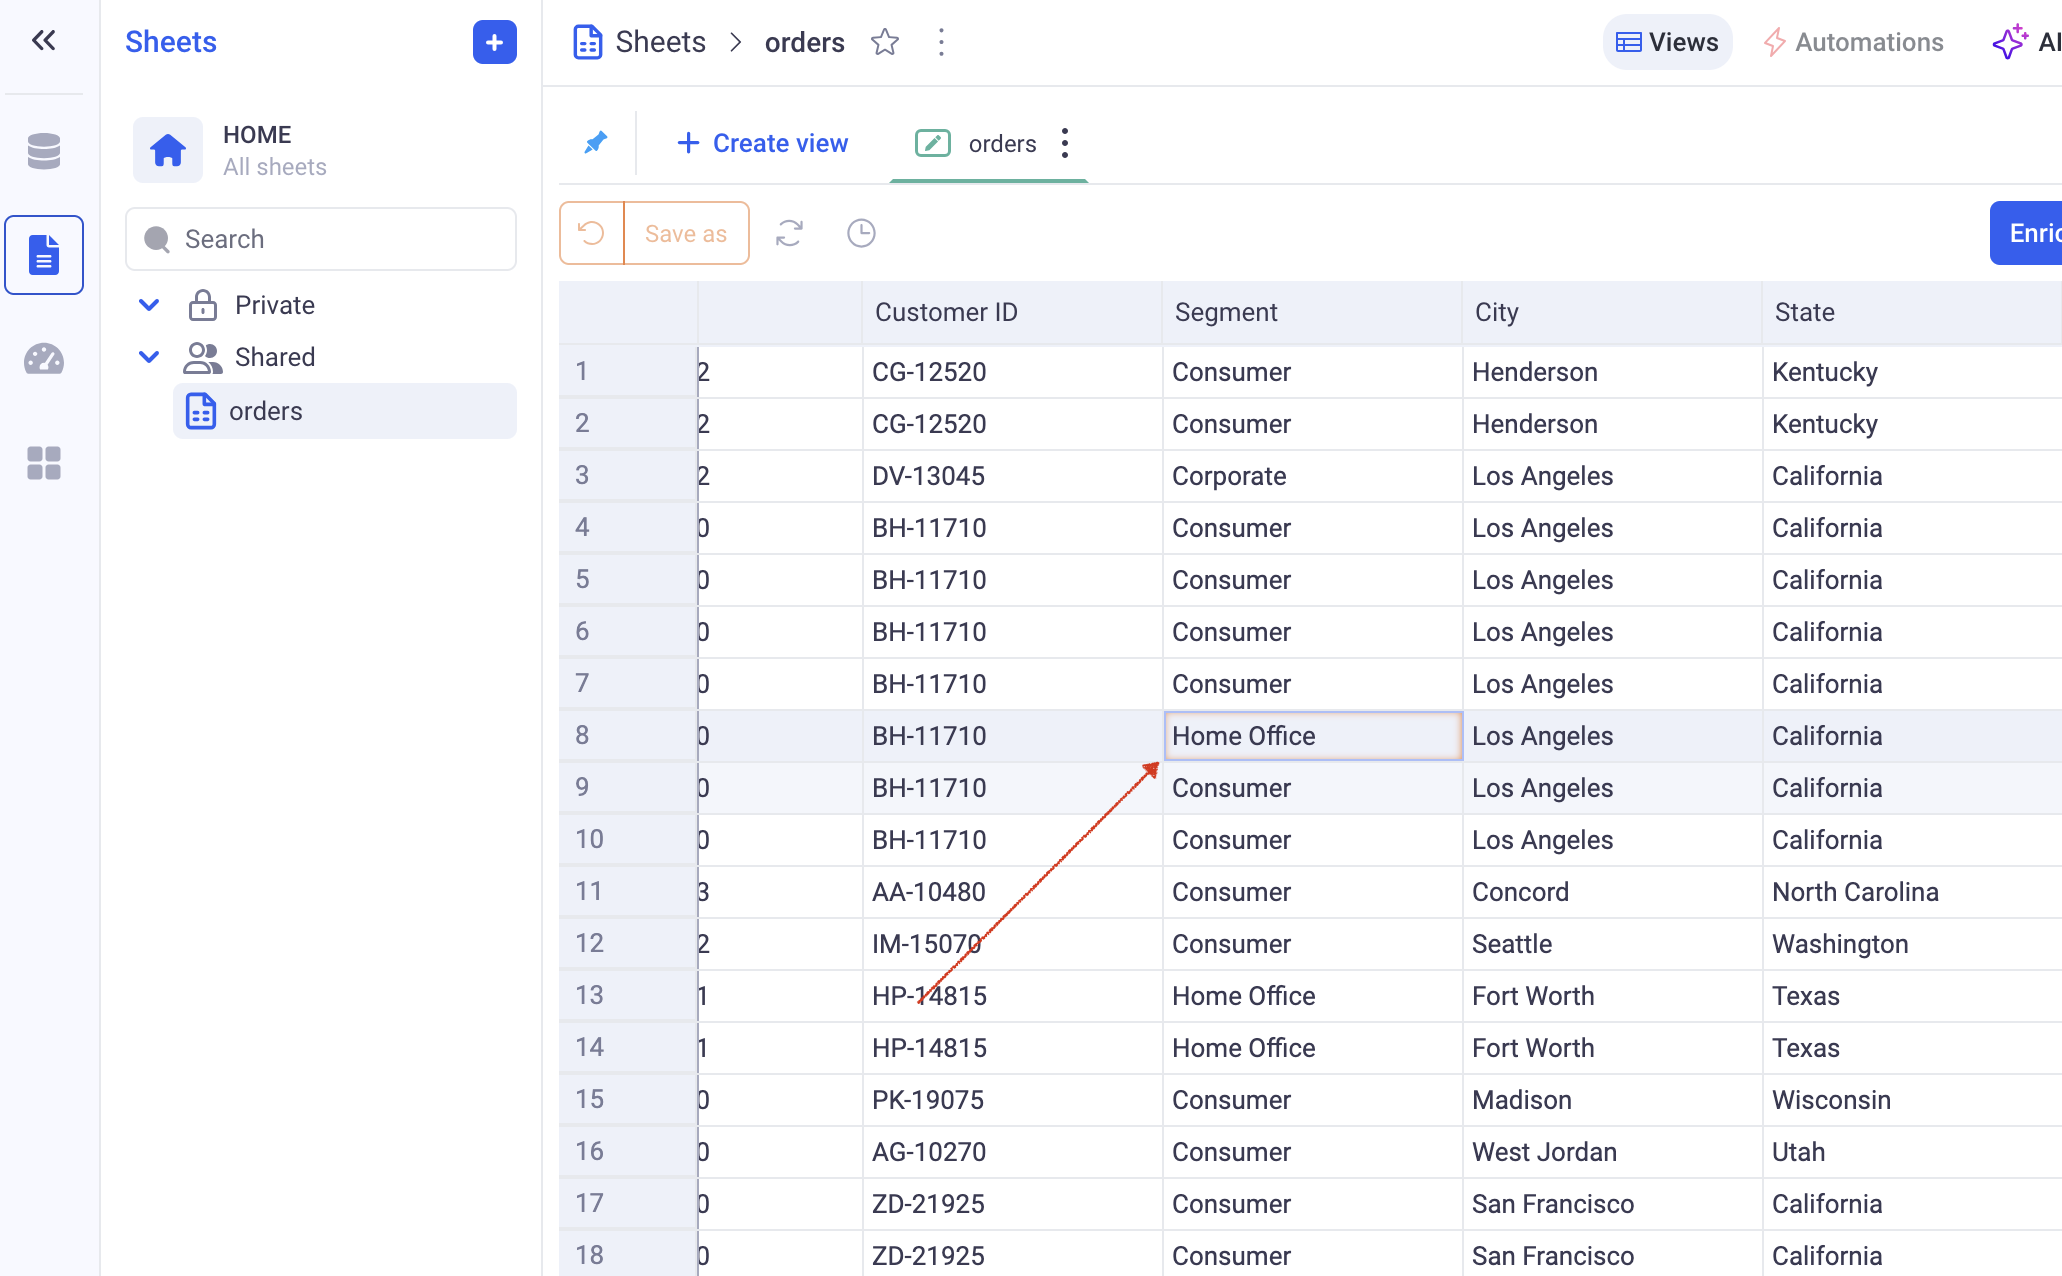 Sheets
HOME
All sheets
Search
Private
Shared
orders
Sheets > orders
Views
Automations
AI
Create view
orders
Save as
Customer ID Segment City State
1 2 CG-12520 Consumer Henderson Kentucky
2 2 CG-12520 Consumer Henderson Kentucky
3 2 DV-13045 Corporate Los Angeles California
4 0 BH-11710 Consumer Los Angeles California
5 0 BH-11710 Consumer Los Angeles California
6 0 BH-11710 Consumer Los Angeles California
7 0 BH-11710 Consumer Los Angeles California
8 0 BH-11710 Home Office Los Angeles California
9 0 BH-11710 Consumer Los Angeles California
10 0 BH-11710 Consumer Los Angeles California
11 3 AA-10480 Consumer Concord North Carolina
12 2 IM-15070 Consumer Seattle Washington
13 1 HP-14815 Home Office Fort Worth Texas
14 1 HP-14815 Home Office Fort Worth Texas
15 0 PK-19075 Consumer Madison Wisconsin
16 0 AG-10270 Consumer West Jordan Utah
17 0 ZD-21925 Consumer San Francisco California
18 0 ZD-21925 Consumer San Francisco California